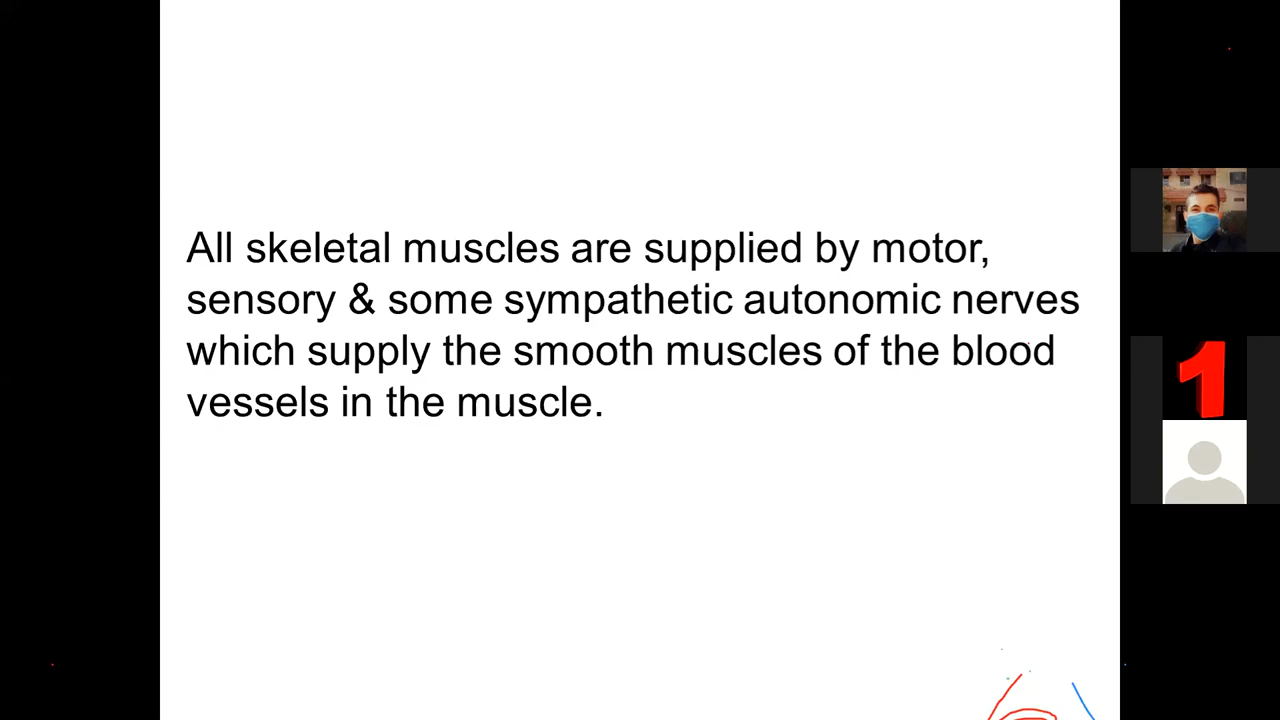 All skeletal muscles are supplied by motor,
sensory & some sympathetic autonomic nerves
which supply the smooth muscles of the blood
vessels in the muscle.
1